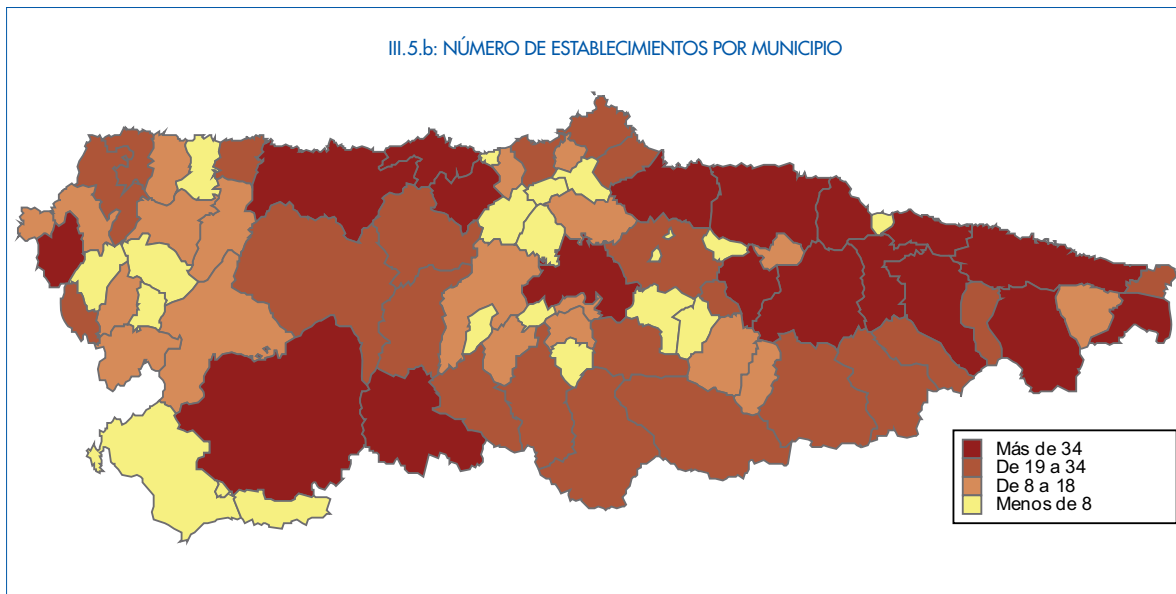 III.5.b: NÚMERO DE ESTABLECIMIENTOS POR MUNICIPIO
Más de 34
De 19 a 34
De 8 a 18
Menos de 8